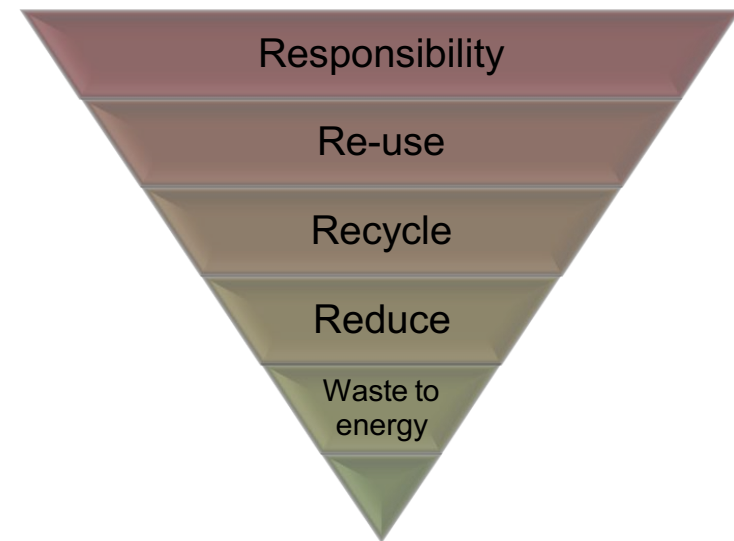 Responsibility
Re-use
Recycle
Reduce
Waste to
energy